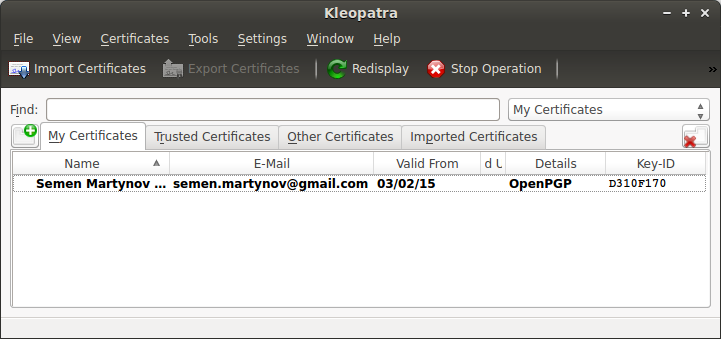 Kleopatra
File View Certificates Tools Settings Window Help
Import Certificates Export Certificates Redisplay Stop Operation »
Find: My Certificates
My Certificates Trusted Certificates Other Certificates Imported Certificates
Name E-Mail Valid From d U Details Key-ID
Semen Martynov ... semen.martynov@gmail.com 03/02/15 OpenPGP D310F170